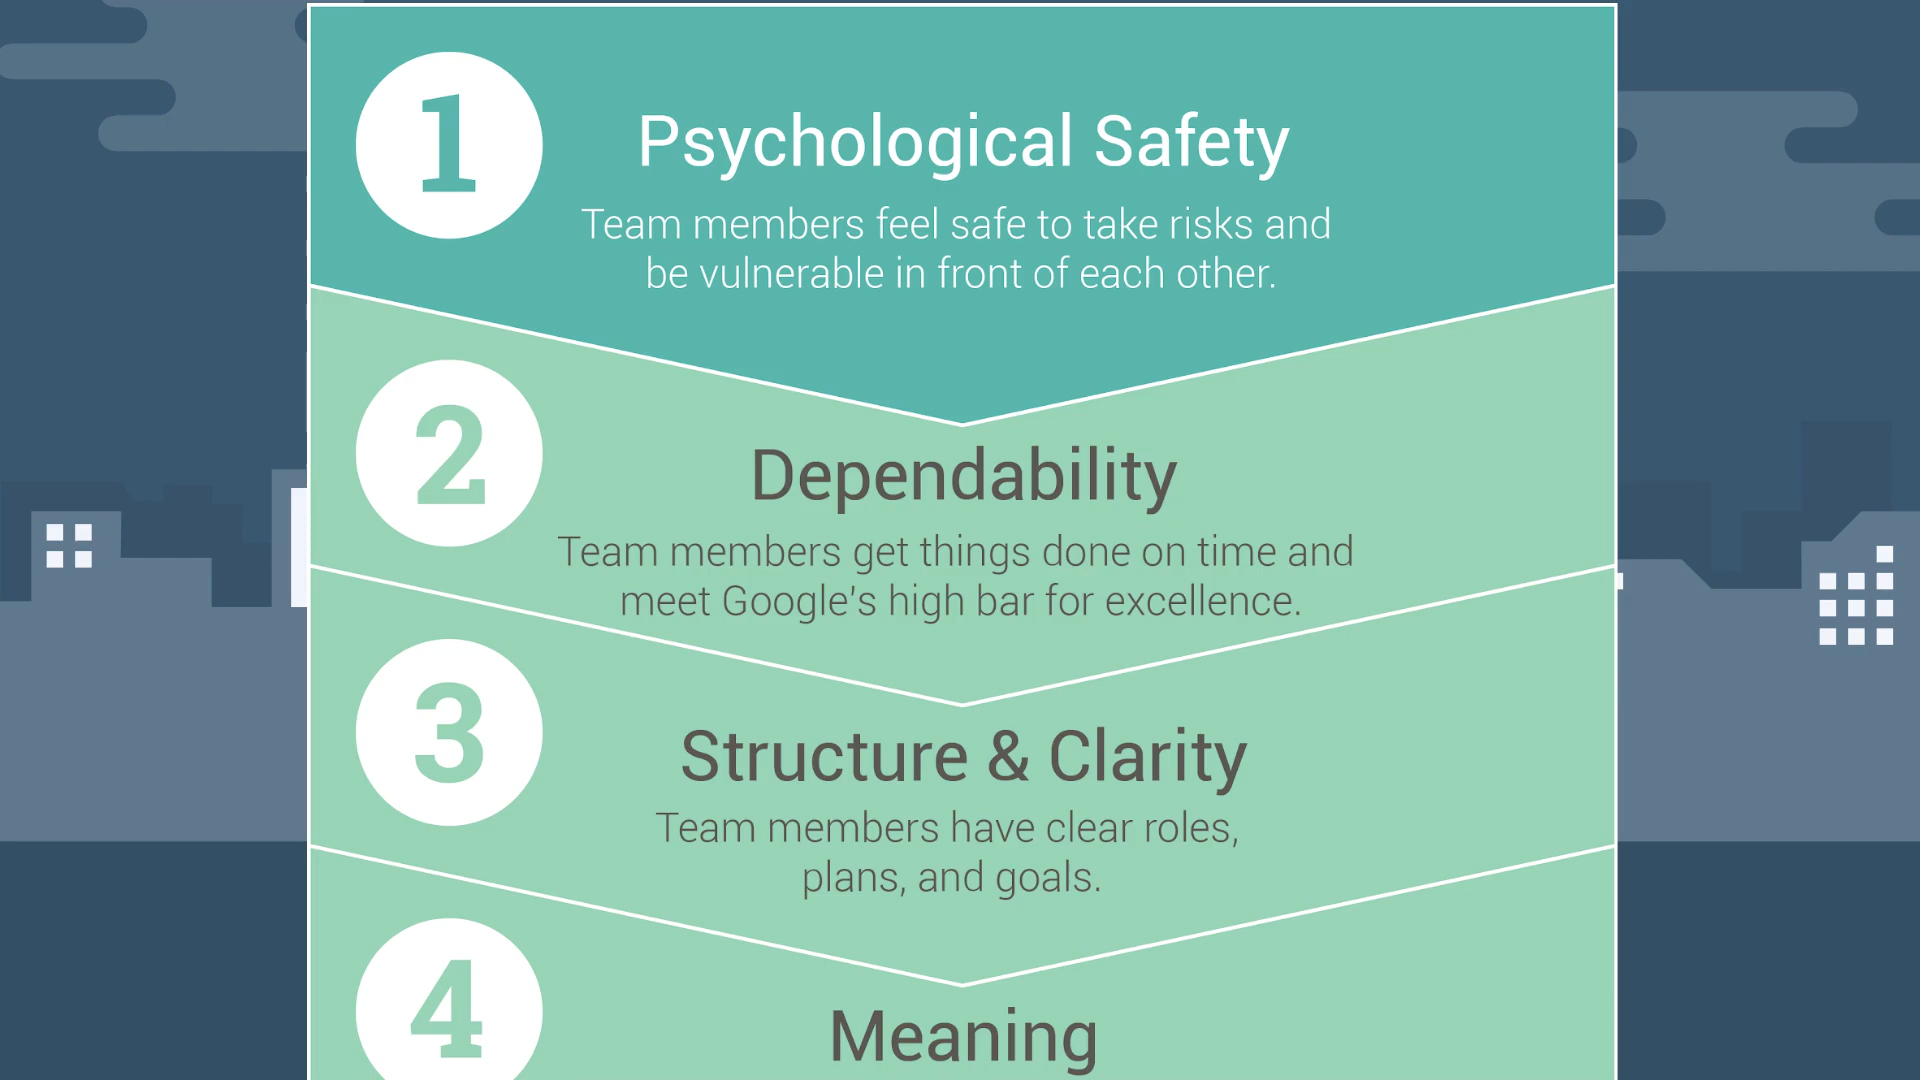 1
Psychological Safety
Team members feel safe to take risks and
be vulnerable in front of each other.
2
Dependability
Team members get things done on time and
meet Google's high bar for excellence.
3
Structure & Clarity
Team members have clear roles,
plans, and goals.
4
Meaning